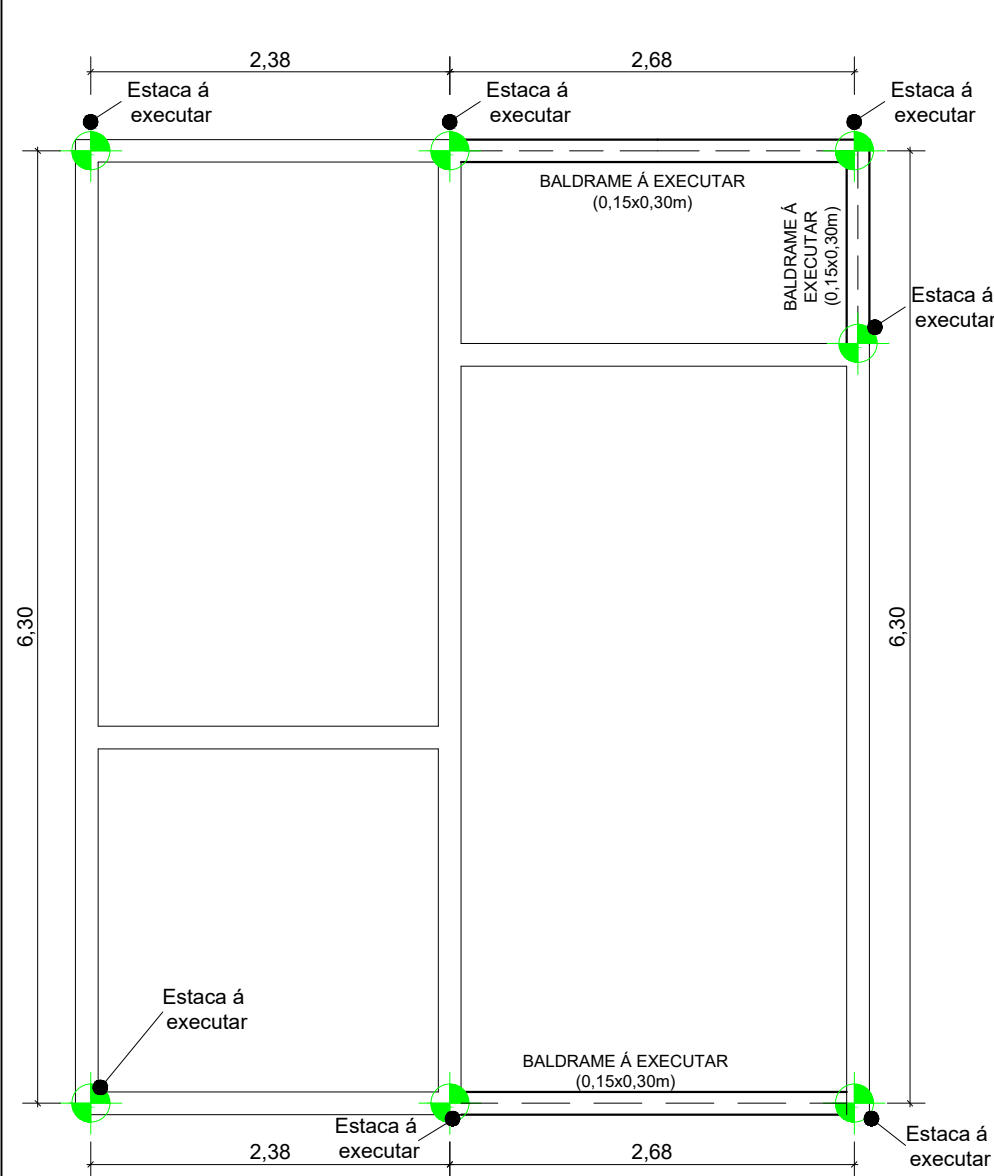 2,38
2,68
Estaca á
executar
Estaca á
executar
Estaca á
executar
BALDRAME Á EXECUTAR
(0,15x0,30m)
BALDRAME Á
EXECUTAR
(0,15x0,30m)
Estaca á
executar
6,30
6,30
Estaca á
executar
BALDRAME Á EXECUTAR
(0,15x0,30m)
Estaca á
executar
Estaca á
executar
2,38
2,68